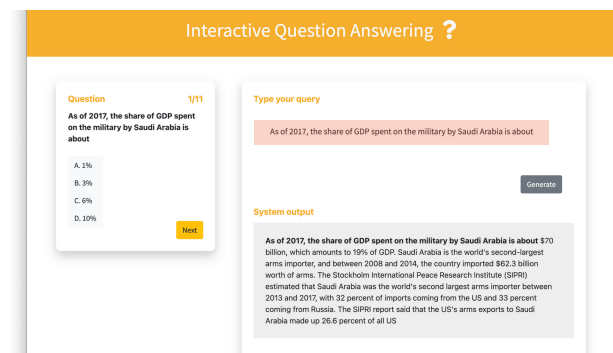 Interactive Question Answering ?
Question 1/11
As of 2017, the share of GDP spent
on the military by Saudi Arabia is
about
A. 1%
B. 3%
C. 6%
D. 10%
Next
Type your query
As of 2017, the share of GDP spent on the military by Saudi Arabia is about
Generate
System output
As of 2017, the share of GDP spent on the military by Saudi Arabia is about $70
billion, which amounts to 19% of GDP. Saudi Arabia is the world's second-largest
arms importer, and between 2008 and 2014, the country imported $62.3 billion
worth of arms. The Stockholm International Peace Research Institute (SIPRI)
estimated that Saudi Arabia was the world's second largest arms importer between
2013 and 2017, with 32 percent of imports coming from the US and 33 percent
coming from Russia. The SIPRI report said that the US's arms exports to Saudi
Arabia made up 26.6 percent of all US